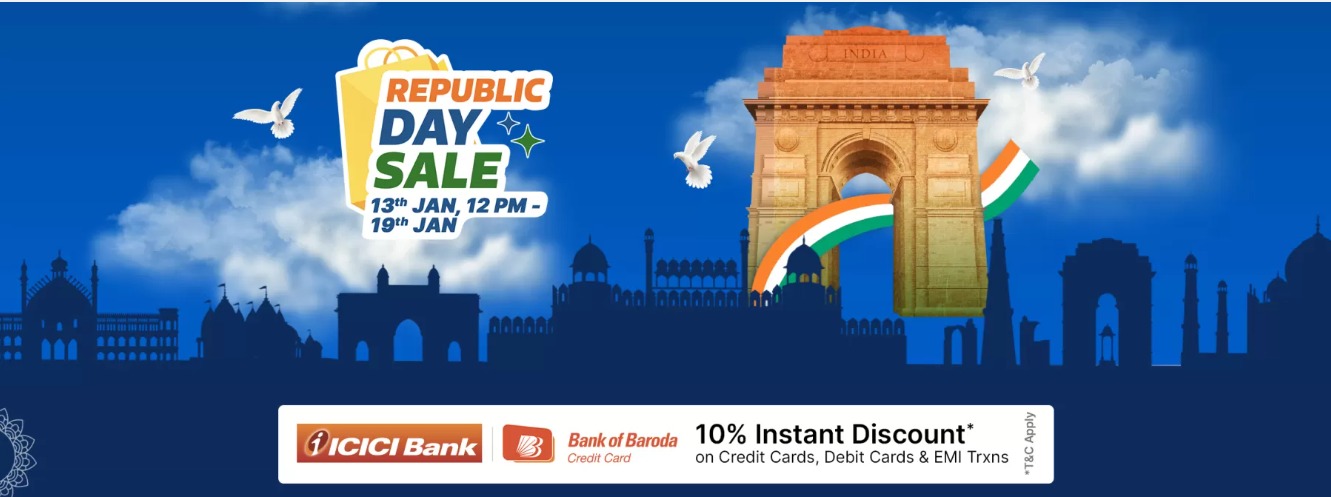 REPUBLIC
DAY
SALE
13th JAN, 12 PM -
19th JAN
INDIA
ICICI Bank
Bank of Baroda
Credit Card
10% Instant Discount*
on Credit Cards, Debit Cards & EMI Trxns
*T&C Apply